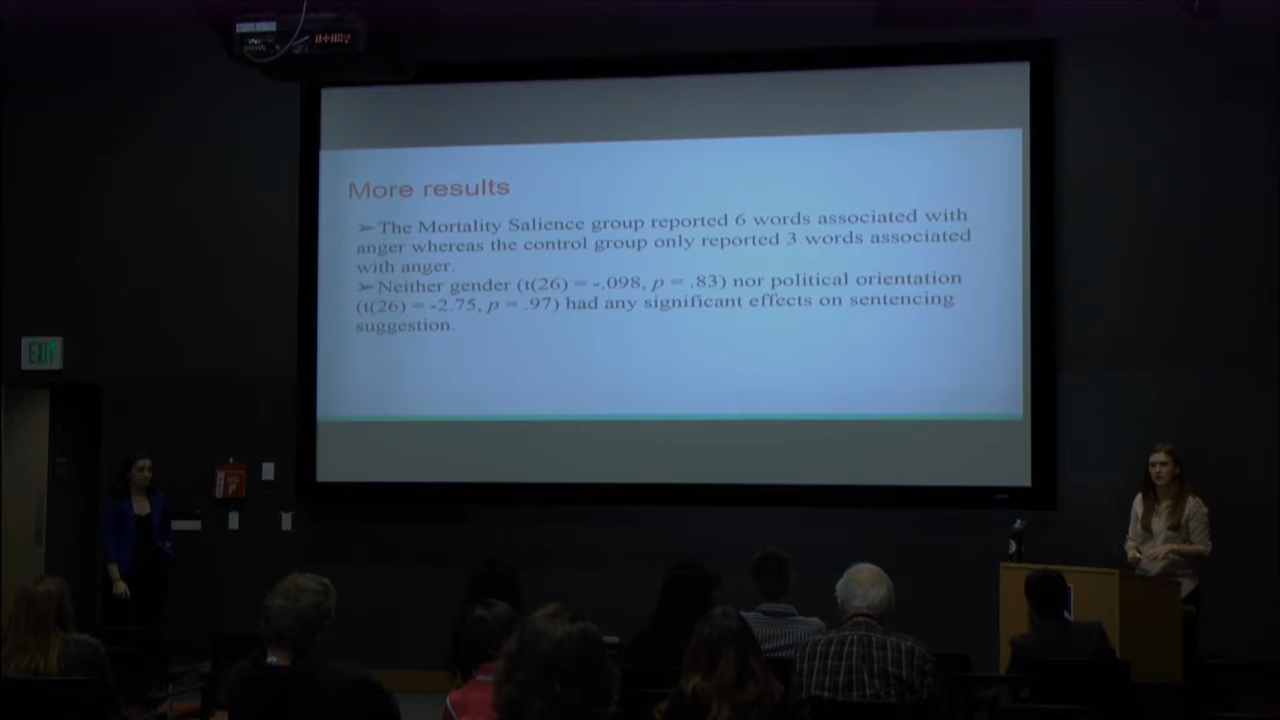 More results
➢The Mortality Salience group reported 6 words associated with
anger whereas the control group only reported 3 words associated
with anger.
➢Neither gender (t(26) = -.098, p = .83) nor political orientation
(t(26) = -2.75, p = .97) had any significant effects on sentencing
suggestion.
EXIT